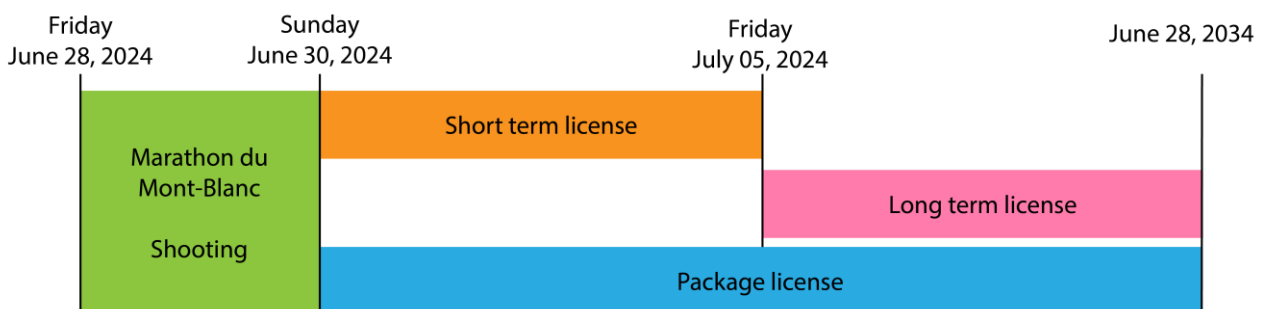 Friday
June 28, 2024
Sunday
June 30, 2024
Friday
July 05, 2024
June 28, 2034
Short term license
Marathon du
Mont-Blanc
Shooting
Long term license
Package license